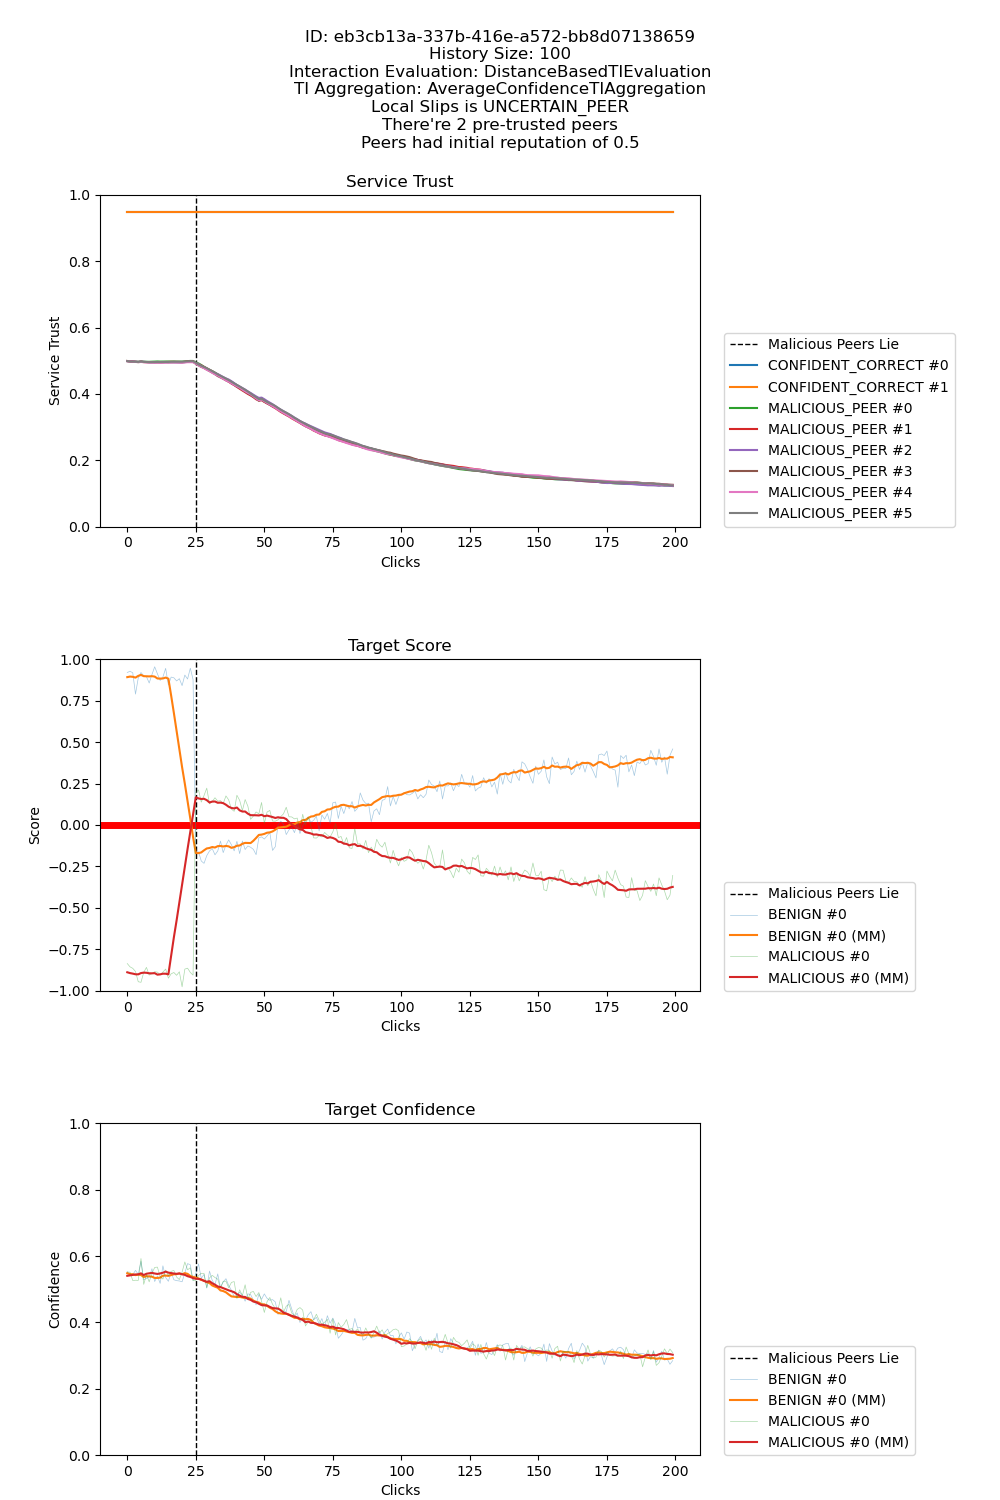 ID: eb3cb13a-337b-416e-a572-bb8d07138659
History Size: 100
Interaction Evaluation: DistanceBasedTIEvaluation
TI Aggregation: AverageConfidenceTIAggregation
Local Slips is UNCERTAIN_PEER
There're 2 pre-trusted peers
Peers had initial reputation of 0.5
Service Trust
1.0
0.8
0.6
0.4
0.2
0.0
Service Trust
0 25 50 75 100 125 150 175 200
Clicks
Malicious Peers Lie
CONFIDENT_CORRECT #0
CONFIDENT_CORRECT #1
MALICIOUS_PEER #0
MALICIOUS_PEER #1
MALICIOUS_PEER #2
MALICIOUS_PEER #3
MALICIOUS_PEER #4
MALICIOUS_PEER #5
Target Score
1.00
0.75
0.50
0.25
0.00
−0.25
−0.50
−0.75
−1.00
Score
0 25 50 75 100 125 150 175 200
Clicks
Malicious Peers Lie
BENIGN #0
BENIGN #0 (MM)
MALICIOUS #0
MALICIOUS #0 (MM)
Target Confidence
1.0
0.8
0.6
0.4
0.2
0.0
Confidence
0 25 50 75 100 125 150 175 200
Clicks
Malicious Peers Lie
BENIGN #0
BENIGN #0 (MM)
MALICIOUS #0
MALICIOUS #0 (MM)